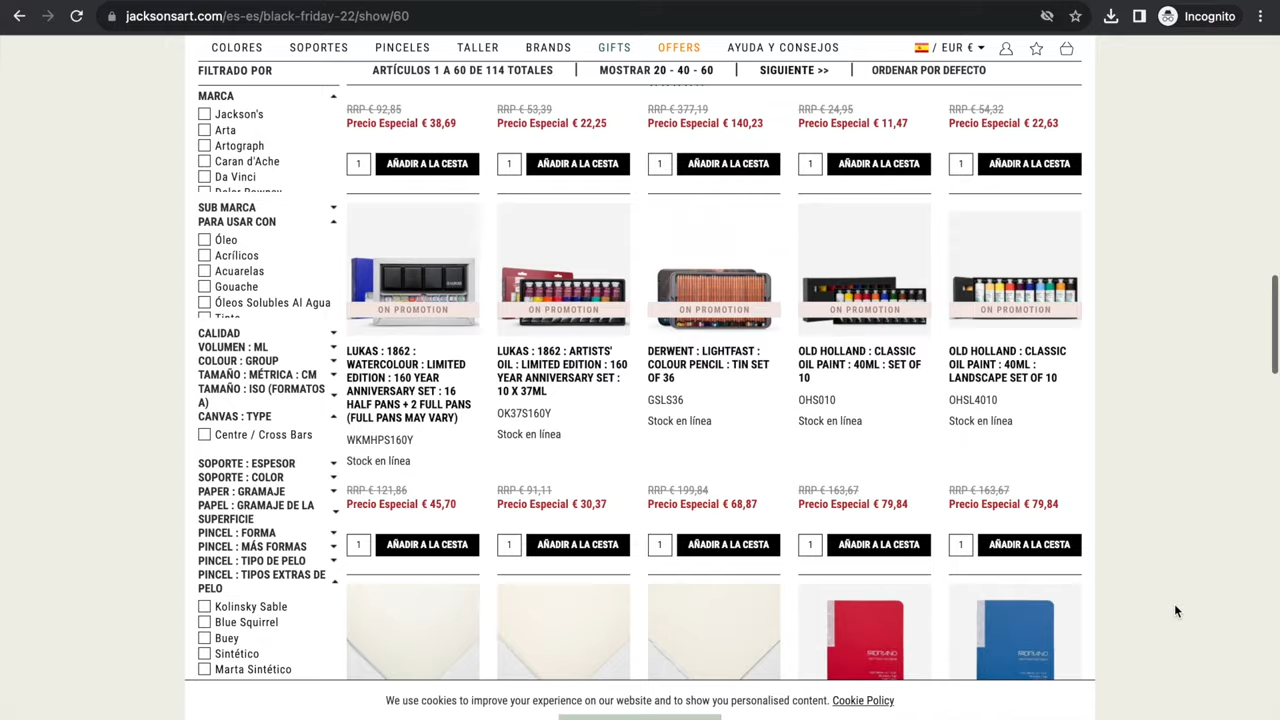 jacksonsart.com/es-es/black-friday-22/show/60
Incognito
COLORES SOPORTES PINCELES TALLER BRANDS GIFTS OFFERS AYUDA Y CONSEJOS / EUR €
FILTRADO POR
ARTÍCULOS 1 A 60 DE 114 TOTALES | MOSTRAR 20 - 40 - 60 | SIGUIENTE >> | ORDENAR POR DEFECTO
MARCA
Jackson's
Arta
Artograph
Caran d'Ache
Da Vinci
Daler Rowney
SUB MARCA
PARA USAR CON
Óleo
Acrílicos
Acuarelas
Gouache
Óleos Solubles Al Agua
Tinta
CALIDAD
VOLUMEN : ML
COLOUR : GROUP
TAMAÑO : MÉTRICA : CM
TAMAÑO : ISO (FORMATOS
A)
CANVAS : TYPE
Centre / Cross Bars
SOPORTE : ESPESOR
SOPORTE : COLOR
PAPER : GRAMAJE
PAPEL : GRAMAJE DE LA
SUPERFICIE
PINCEL : FORMA
PINCEL : MÁS FORMAS
PINCEL : TIPO DE PELO
PINCEL : TIPOS EXTRAS DE
PELO
Kolinsky Sable
Blue Squirrel
Buey
Sintético
Marta Sintético
RRP € 92,85 RRP € 53,39 RRP € 377,19 RRP € 24,95 RRP € 54,32
Precio Especial € 38,69 Precio Especial € 22,25 Precio Especial € 140,23 Precio Especial € 11,47 Precio Especial € 22,63
1 AÑADIR A LA CESTA 1 AÑADIR A LA CESTA 1 AÑADIR A LA CESTA 1 AÑADIR A LA CESTA 1 AÑADIR A LA CESTA
ON PROMOTION ON PROMOTION ON PROMOTION ON PROMOTION ON PROMOTION
LUKAS : 1862 :
WATERCOLOUR : LIMITED
EDITION : 160 YEAR
ANNIVERSARY SET : 16
HALF PANS + 2 FULL PANS
(FULL PANS MAY VARY)
WKMHPS160Y
Stock en línea
LUKAS : 1862 : ARTISTS'
OIL : LIMITED EDITION : 160
YEAR ANNIVERSARY SET :
10 X 37ML
OK37S160Y
Stock en línea
DERWENT : LIGHTFAST :
COLOUR PENCIL : TIN SET
OF 36
GSLS36
Stock en línea
OLD HOLLAND : CLASSIC
OIL PAINT : 40ML : SET OF
10
OHS010
Stock en línea
OLD HOLLAND : CLASSIC
OIL PAINT : 40ML :
LANDSCAPE SET OF 10
OHSL4010
Stock en línea
RRP € 121,86 RRP € 91,11 RRP € 199,84 RRP € 163,67 RRP € 163,67
Precio Especial € 45,70 Precio Especial € 30,37 Precio Especial € 68,87 Precio Especial € 79,84 Precio Especial € 79,84
1 AÑADIR A LA CESTA 1 AÑADIR A LA CESTA 1 AÑADIR A LA CESTA 1 AÑADIR A LA CESTA 1 AÑADIR A LA CESTA
FABRIANO FABRIANO
We use cookies to improve your experience on our website and to show you personalised content. Cookie Policy